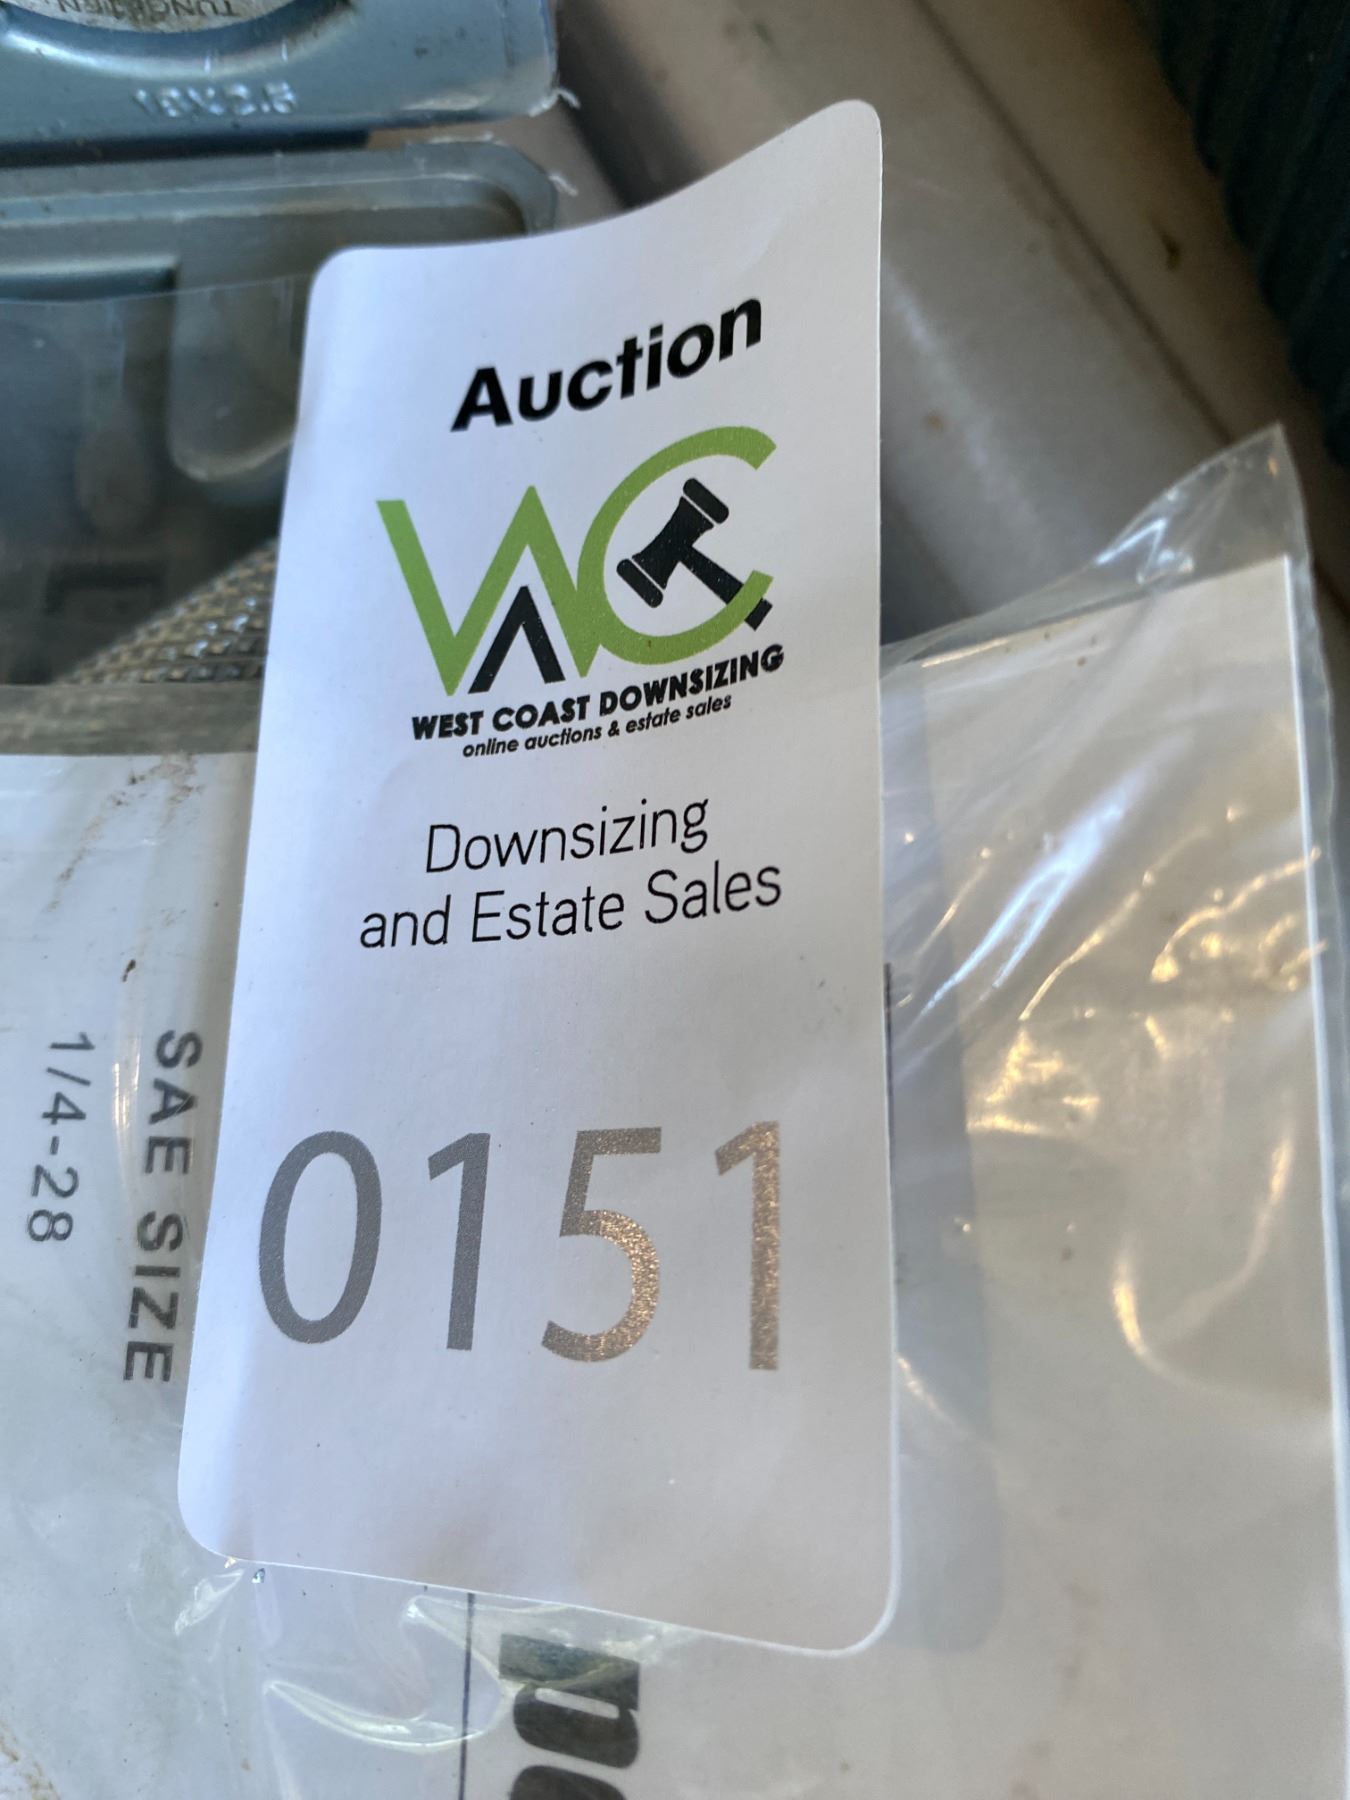 Auction
WC
WEST COAST DOWNSIZING
online auctions & estate sales
Downsizing
and Estate Sales
0151
SAE SIZE
1/4-28